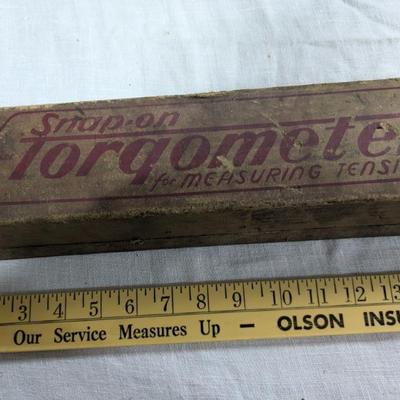 Snap-on
Torqomete
for MEASURING TENSI
3 4 5 6 7 8 9 10 11 12 13
Our Service Measures Up — OLSON INSU